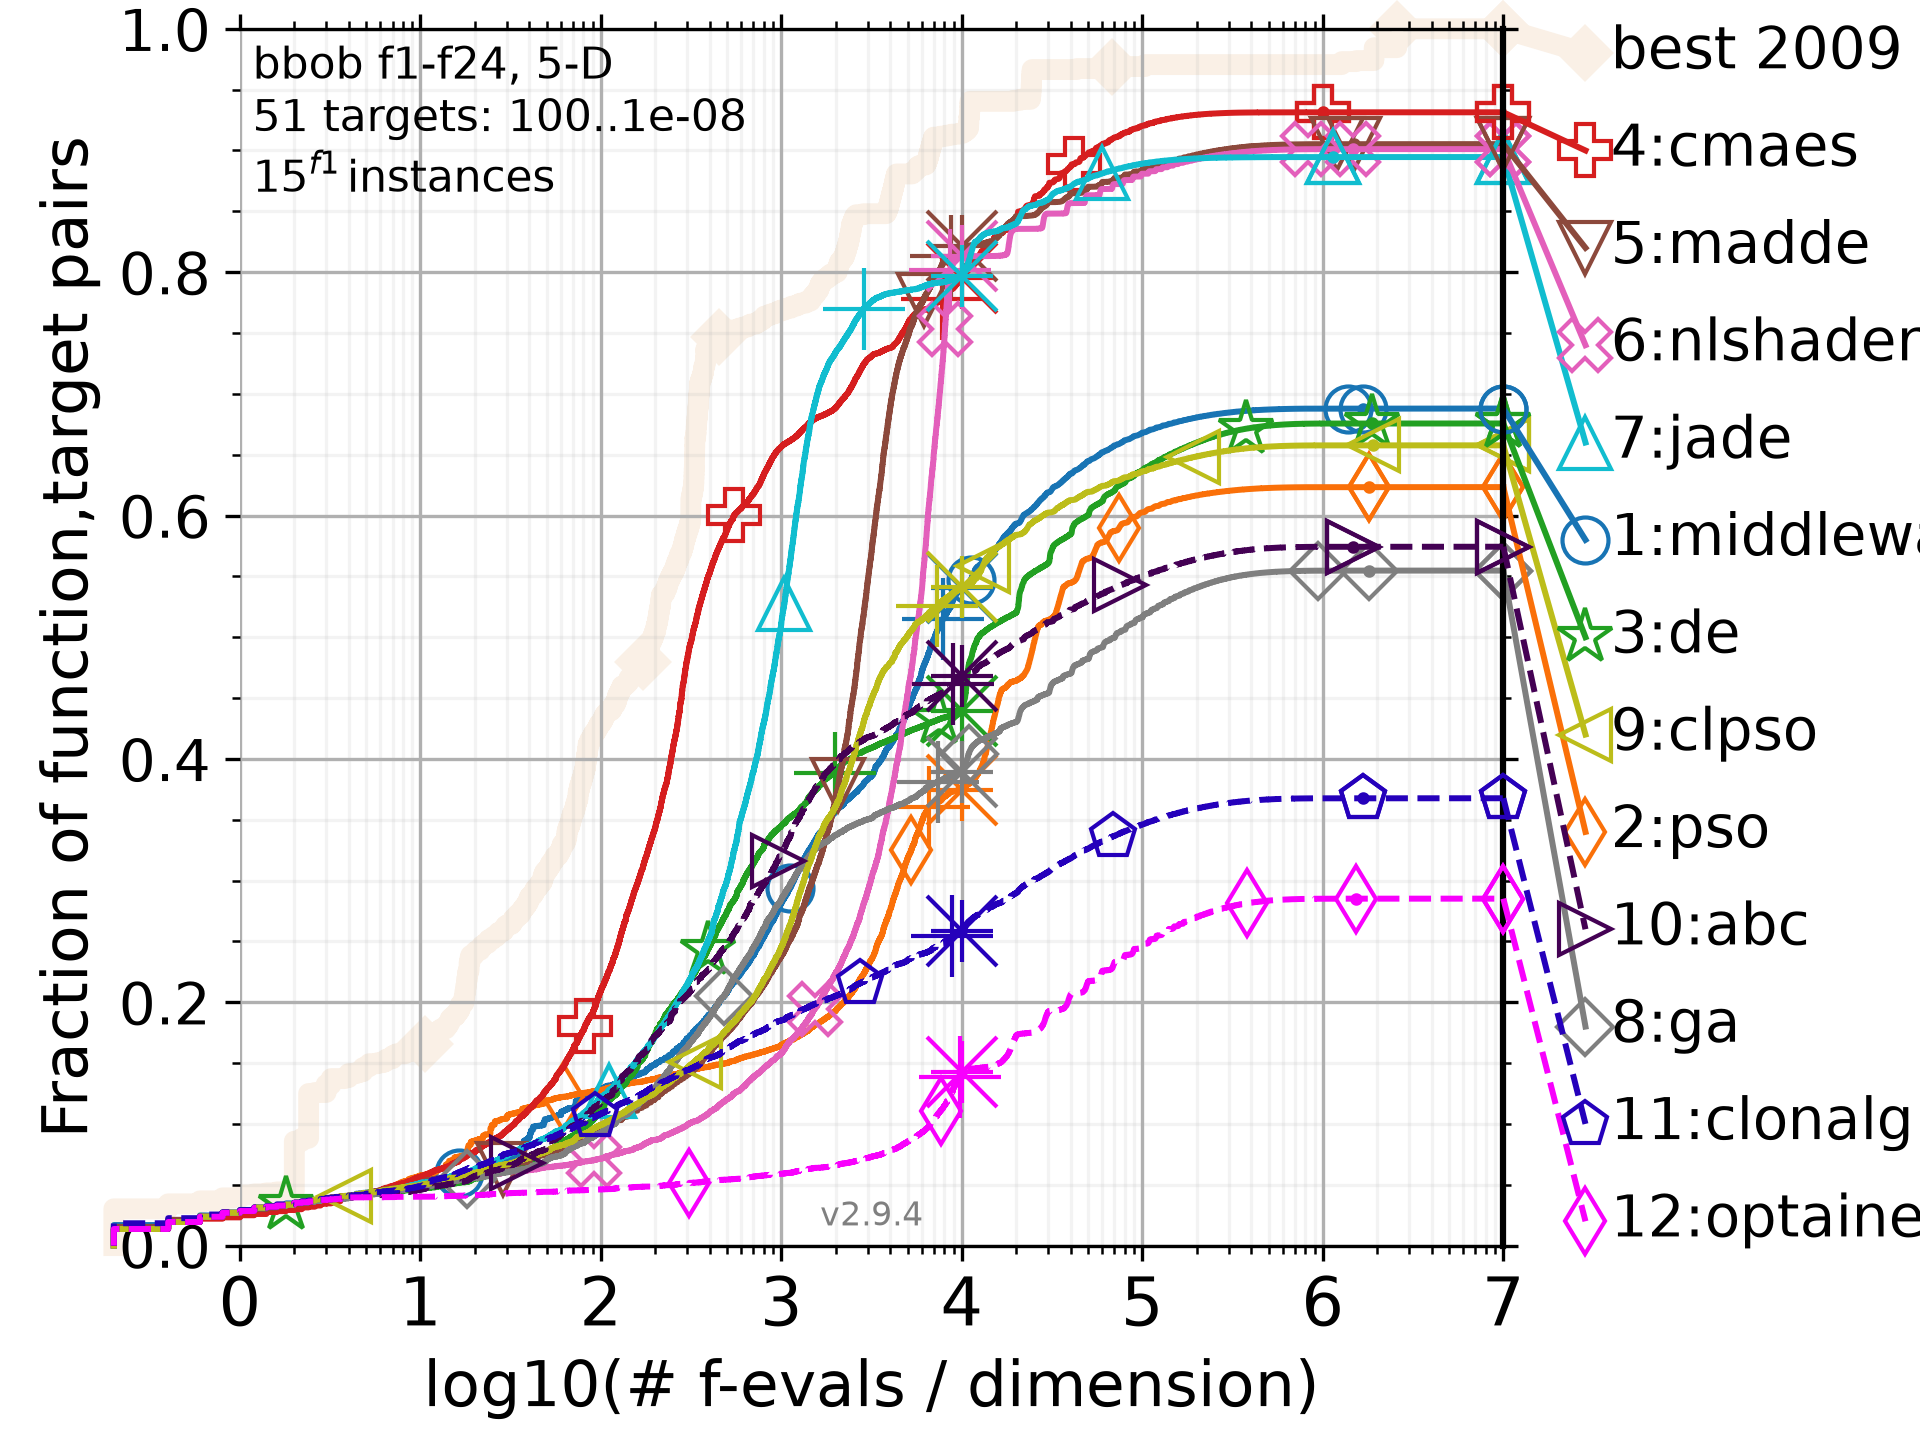 1.0
0.8
0.6
0.4
0.2
0.0
Fraction of function,target pairs
bbob f1-f24, 5-D
51 targets: 100..1e-08
15f1 instances
v2.9.4
0 1 2 3 4 5 6 7
log10(# f-evals / dimension)
best 2009
4:cmaes
5:madde
6:nlshader
7:jade
1:middlewa
3:de
9:clpso
2:pso
10:abc
8:ga
11:clonalg
12:optaine